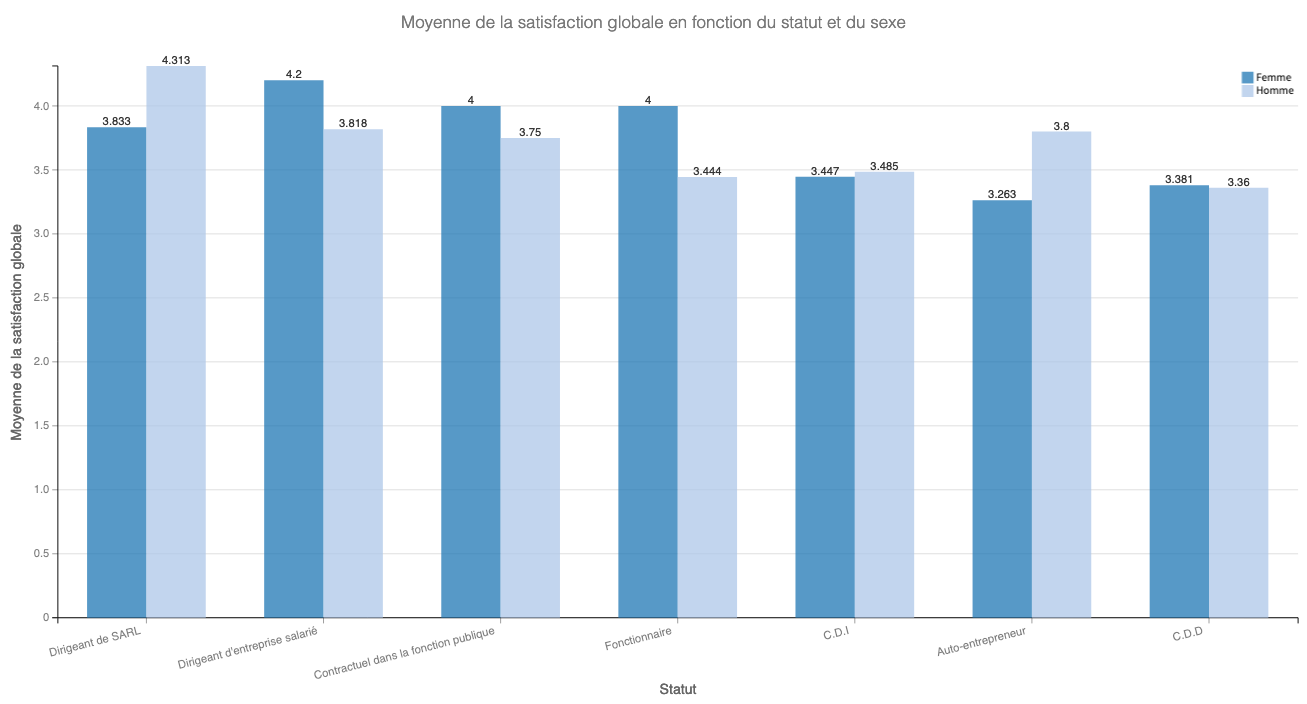 Moyenne de la satisfaction globale en fonction du statut et du sexe
Femme
Homme
Moyenne de la satisfaction globale
4.0
3.5
3.0
2.5
2.0
1.5
1.0
0.5
0
3.833
4.313
4.2
3.818
4
3.75
4
3.444
3.447
3.485
3.263
3.8
3.381
3.36
Dirigeant de SARL
Dirigeant d'entreprise salarié
Contractuel dans la fonction publique
Fonctionnaire
C.D.I
Auto-entrepreneur
C.D.D
Statut